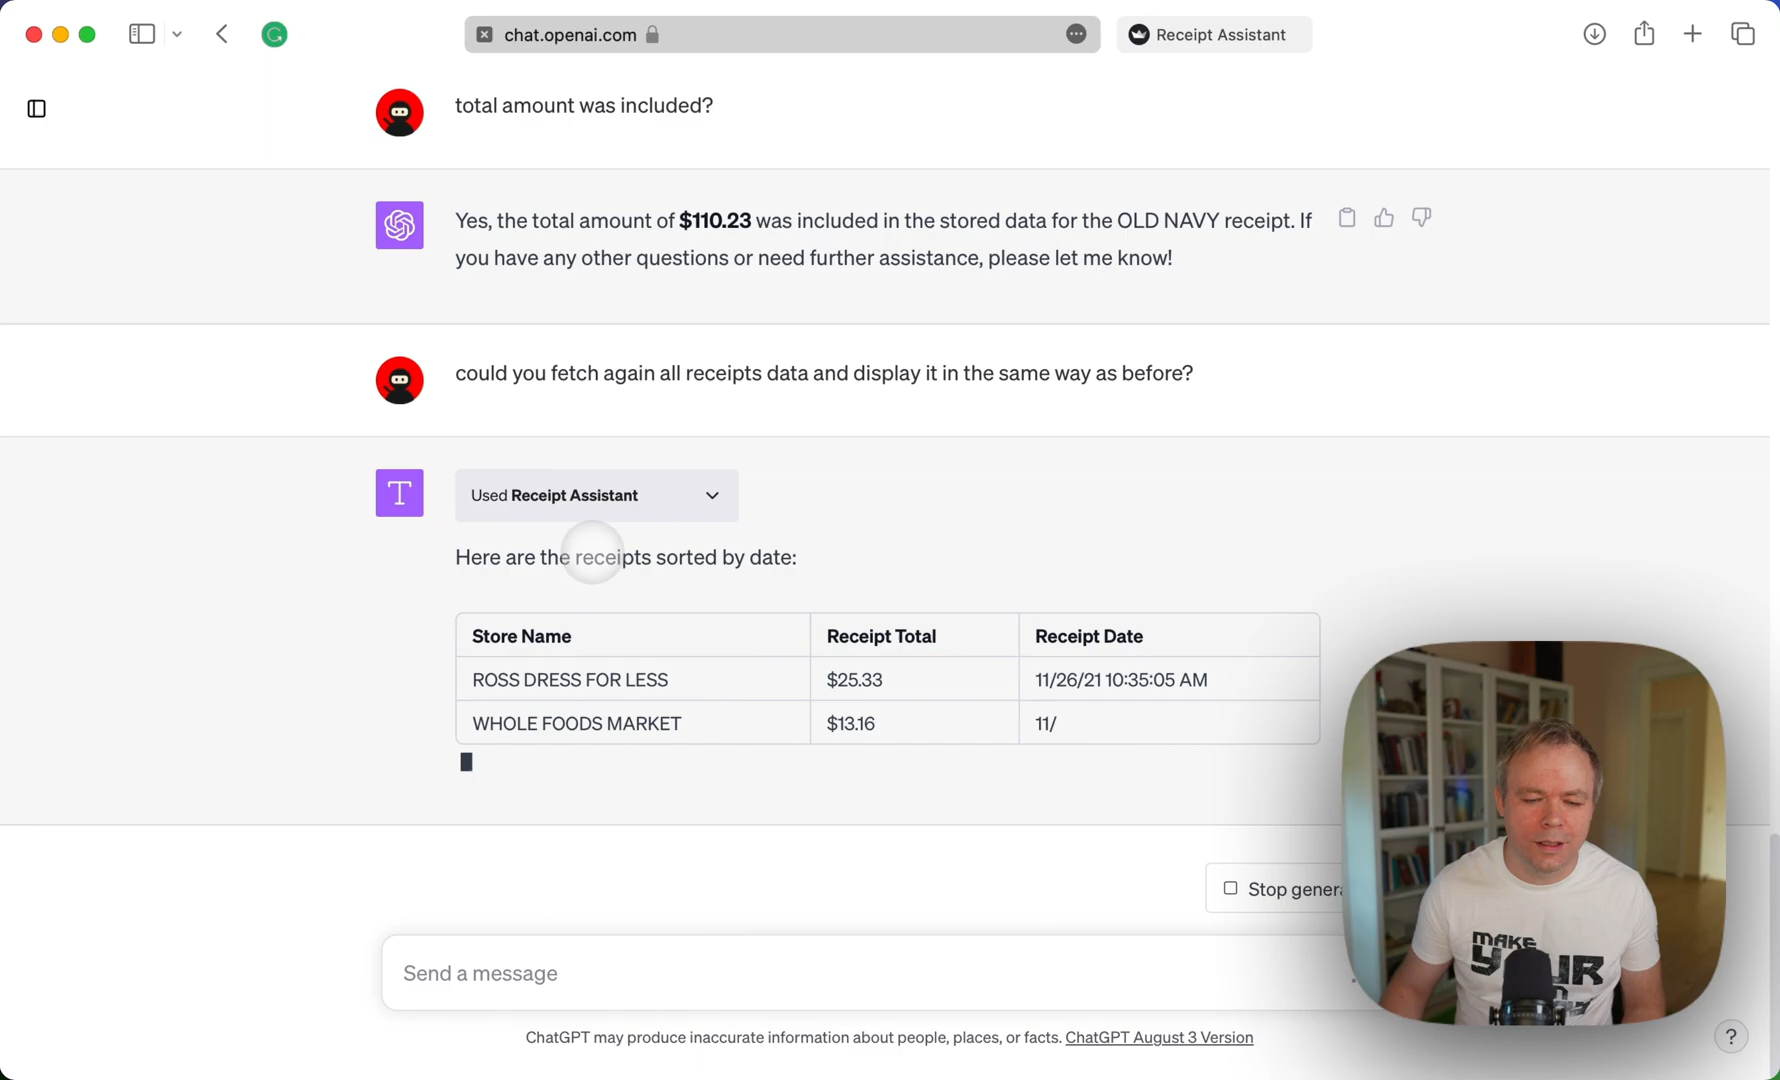 chat.openai.com
Receipt Assistant
total amount was included?
Yes, the total amount of $110.23 was included in the stored data for the OLD NAVY receipt. If
you have any other questions or need further assistance, please let me know!
could you fetch again all receipts data and display it in the same way as before?
T
Used Receipt Assistant
Here are the receipts sorted by date:
Store Name Receipt Total Receipt Date
ROSS DRESS FOR LESS $25.33 11/26/21 10:35:05 AM
WHOLE FOODS MARKET $13.16 11/
Stop genera
MAKE
YOUR
Send a message
ChatGPT may produce inaccurate information about people, places, or facts. ChatGPT August 3 Version
?